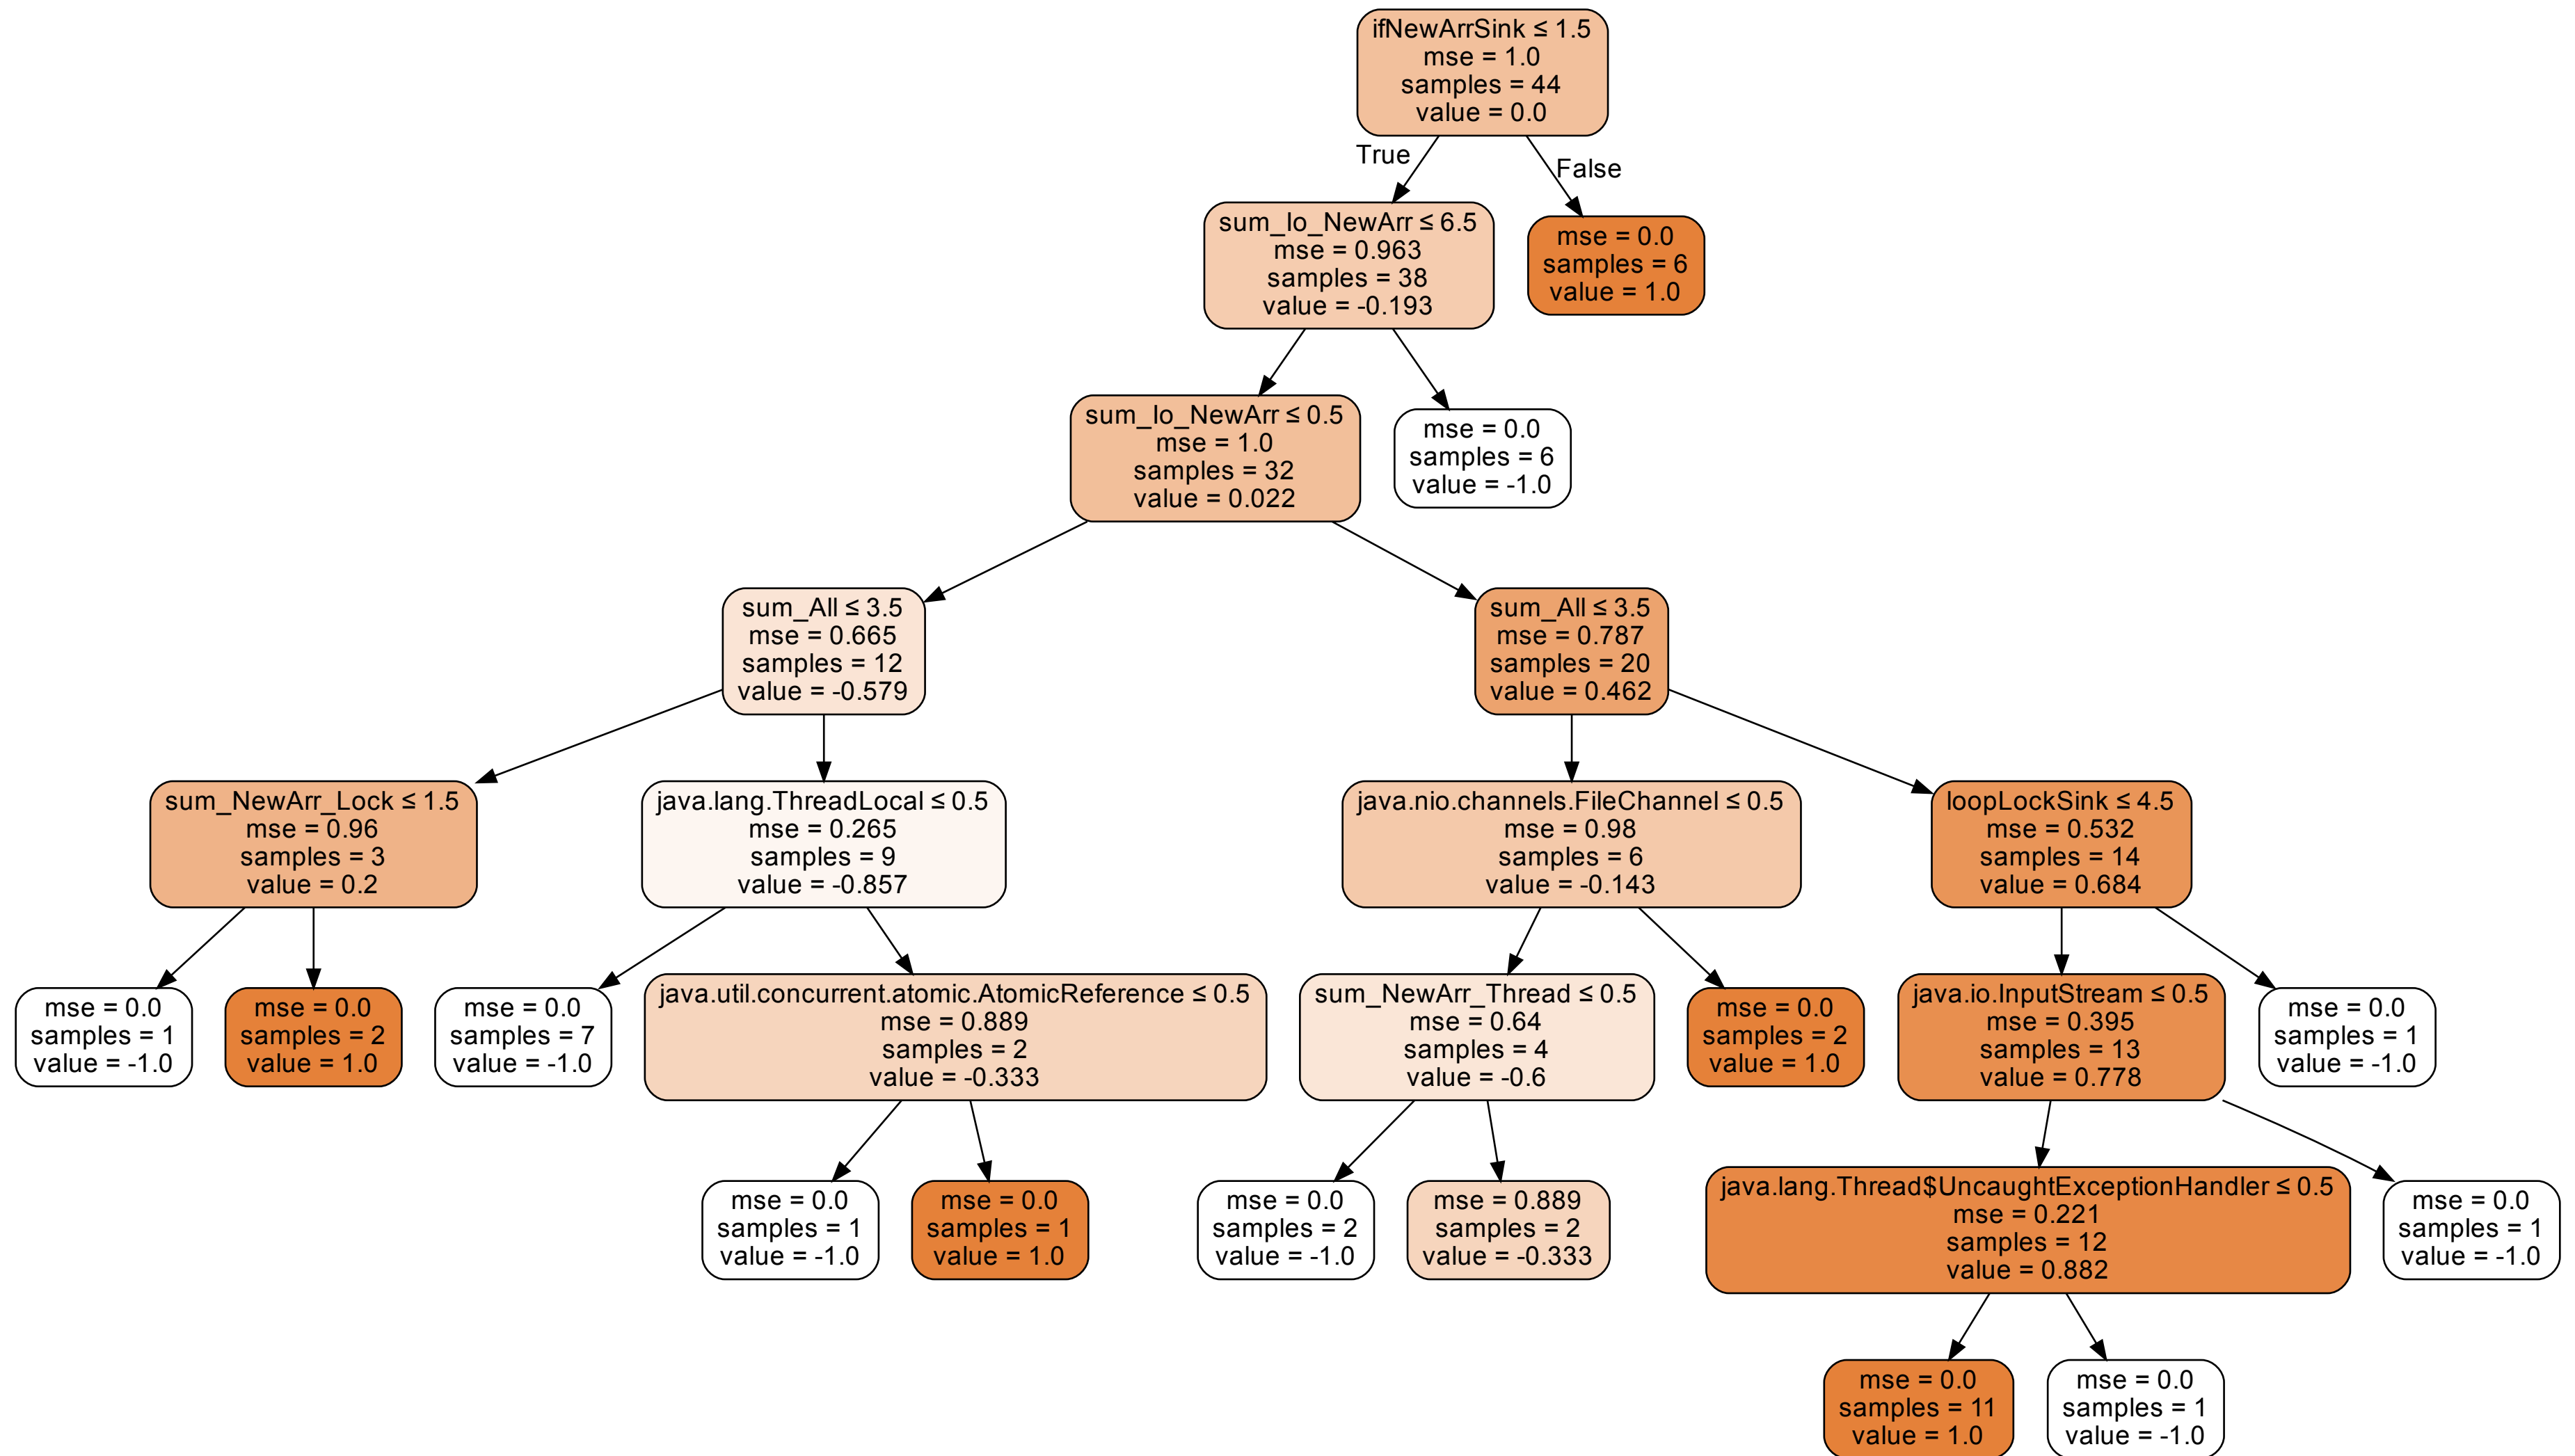 ifNewArrSink ≤ 1.5
mse = 1.0
samples = 44
value = 0.0
True
False
sum_Io_NewArr ≤ 6.5
mse = 0.963
samples = 38
value = -0.193
mse = 0.0
samples = 6
value = 1.0
sum_Io_NewArr ≤ 0.5
mse = 1.0
samples = 32
value = 0.022
mse = 0.0
samples = 6
value = -1.0
sum_All ≤ 3.5
mse = 0.665
samples = 12
value = -0.579
sum_All ≤ 3.5
mse = 0.787
samples = 20
value = 0.462
sum_NewArr_Lock ≤ 1.5
mse = 0.96
samples = 3
value = 0.2
java.lang.ThreadLocal ≤ 0.5
mse = 0.265
samples = 9
value = -0.857
java.nio.channels.FileChannel ≤ 0.5
mse = 0.98
samples = 6
value = -0.143
loopLockSink ≤ 4.5
mse = 0.532
samples = 14
value = 0.684
mse = 0.0
samples = 1
value = -1.0
mse = 0.0
samples = 2
value = 1.0
mse = 0.0
samples = 7
value = -1.0
java.util.concurrent.atomic.AtomicReference ≤ 0.5
mse = 0.889
samples = 2
value = -0.333
sum_NewArr_Thread ≤ 0.5
mse = 0.64
samples = 4
value = -0.6
mse = 0.0
samples = 2
value = 1.0
java.io.InputStream ≤ 0.5
mse = 0.395
samples = 13
value = 0.778
mse = 0.0
samples = 1
value = -1.0
mse = 0.0
samples = 1
value = -1.0
mse = 0.0
samples = 1
value = 1.0
mse = 0.0
samples = 2
value = -1.0
mse = 0.889
samples = 2
value = -0.333
java.lang.Thread$UncaughtExceptionHandler ≤ 0.5
mse = 0.221
samples = 12
value = 0.882
mse = 0.0
samples = 1
value = -1.0
mse = 0.0
samples = 11
value = 1.0
mse = 0.0
samples = 1
value = -1.0